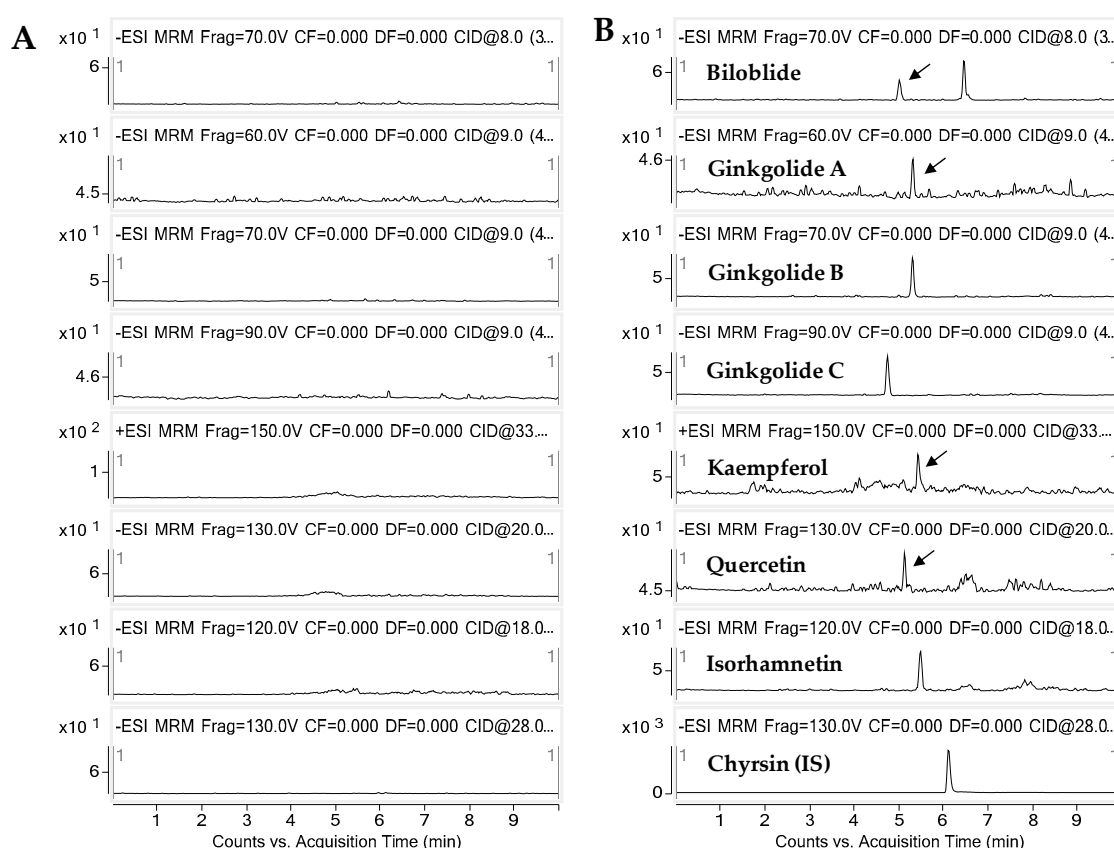 A
x10 1 -ESI MRM Frag=70.0V CF=0.000 DF=0.000 CID@8.0 (3...
6
1 1
x10 1 -ESI MRM Frag=60.0V CF=0.000 DF=0.000 CID@9.0 (4...
1 1
4.5
x10 1 -ESI MRM Frag=70.0V CF=0.000 DF=0.000 CID@9.0 (4...
1 1
5
x10 1 -ESI MRM Frag=90.0V CF=0.000 DF=0.000 CID@9.0 (4...
1 1
4.6
x10 2 +ESI MRM Frag=150.0V CF=0.000 DF=0.000 CID@33....
1 1
1
x10 1 -ESI MRM Frag=130.0V CF=0.000 DF=0.000 CID@20.0...
1 1
6
x10 1 -ESI MRM Frag=120.0V CF=0.000 DF=0.000 CID@18.0...
1 1
6
x10 1 -ESI MRM Frag=130.0V CF=0.000 DF=0.000 CID@28.0...
1 1
6
1 2 3 4 5 6 7 8 9
Counts vs. Acquisition Time (min)
B
x10 1 -ESI MRM Frag=70.0V CF=0.000 DF=0.000 CID@8.0 (3...
6 1 Biloblide
x10 1 -ESI MRM Frag=60.0V CF=0.000 DF=0.000 CID@9.0 (4...
4.6 1 Ginkgolide A
x10 1 -ESI MRM Frag=70.0V CF=0.000 DF=0.000 CID@9.0 (4...
5 1 Ginkgolide B
x10 1 -ESI MRM Frag=90.0V CF=0.000 DF=0.000 CID@9.0 (4...
5 1 Ginkgolide C
x10 1 +ESI MRM Frag=150.0V CF=0.000 DF=0.000 CID@33....
5 1 Kaempferol
x10 1 -ESI MRM Frag=130.0V CF=0.000 DF=0.000 CID@20.0...
1 Quercetin
4.5
x10 1 -ESI MRM Frag=120.0V CF=0.000 DF=0.000 CID@18.0...
5 1 Isorhamnetin
x10 3 -ESI MRM Frag=130.0V CF=0.000 DF=0.000 CID@28.0...
1 Chyrsin (IS)
0
1 2 3 4 5 6 7 8 9
Counts vs. Acquisition Time (min)